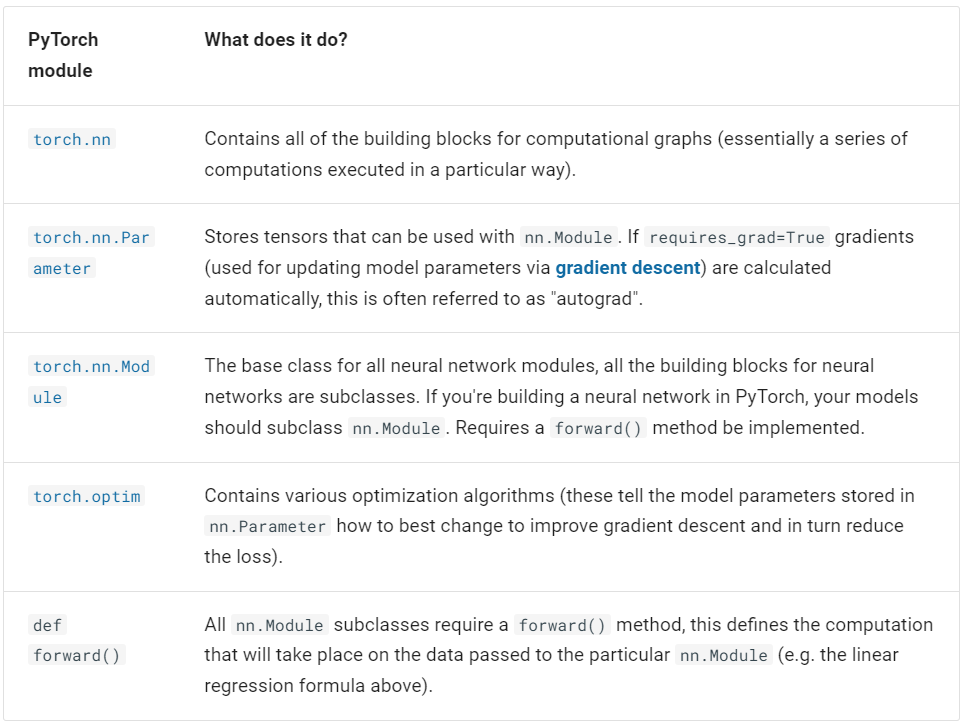 PyTorch What does it do?
module
torch.nn Contains all of the building blocks for computational graphs (essentially a series of
computations executed in a particular way).
torch.nn.Par Stores tensors that can be used with nn.Module. If requires_grad=True gradients
ameter (used for updating model parameters via gradient descent) are calculated
automatically, this is often referred to as "autograd".
torch.nn.Mod The base class for all neural network modules, all the building blocks for neural
ule networks are subclasses. If you're building a neural network in PyTorch, your models
should subclass nn.Module. Requires a forward() method be implemented.
torch.optim Contains various optimization algorithms (these tell the model parameters stored in
nn.Parameter how to best change to improve gradient descent and in turn reduce
the loss).
def All nn.Module subclasses require a forward() method, this defines the computation
forward() that will take place on the data passed to the particular nn.Module (e.g. the linear
regression formula above).